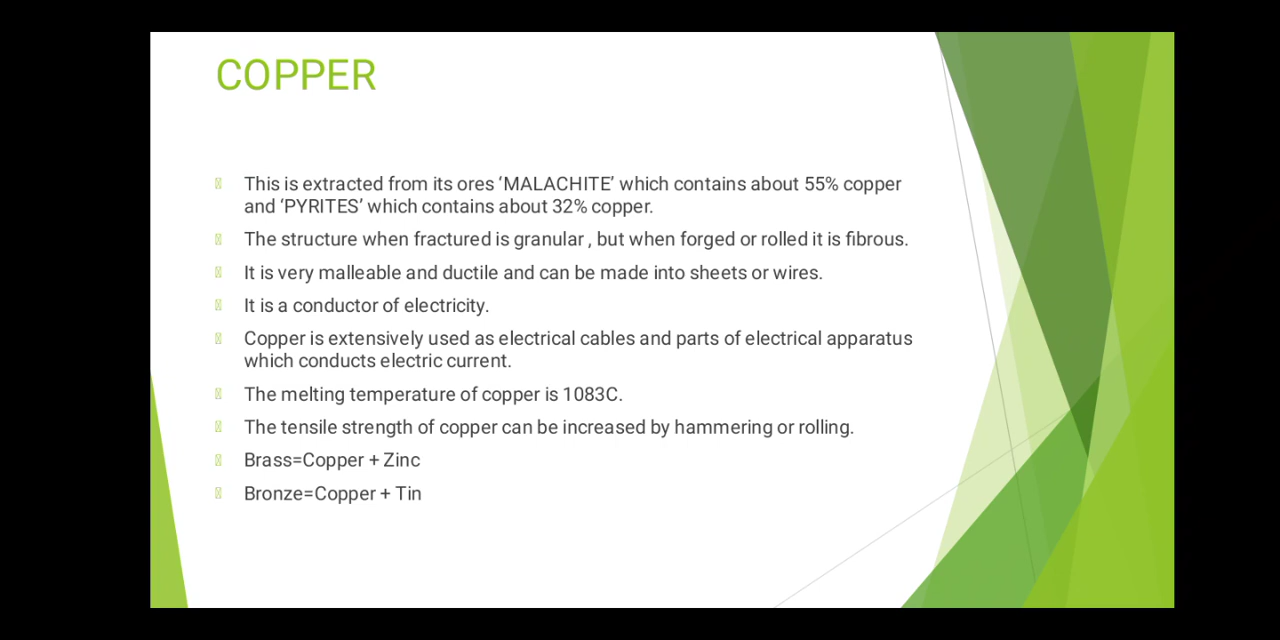 COPPER
This is extracted from its ores ‘MALACHITE’ which contains about 55% copper
and ‘PYRITES’ which contains about 32% copper.
The structure when fractured is granular , but when forged or rolled it is fibrous.
It is very malleable and ductile and can be made into sheets or wires.
It is a conductor of electricity.
Copper is extensively used as electrical cables and parts of electrical apparatus
which conducts electric current.
The melting temperature of copper is 1083C.
The tensile strength of copper can be increased by hammering or rolling.
Brass=Copper + Zinc
Bronze=Copper + Tin